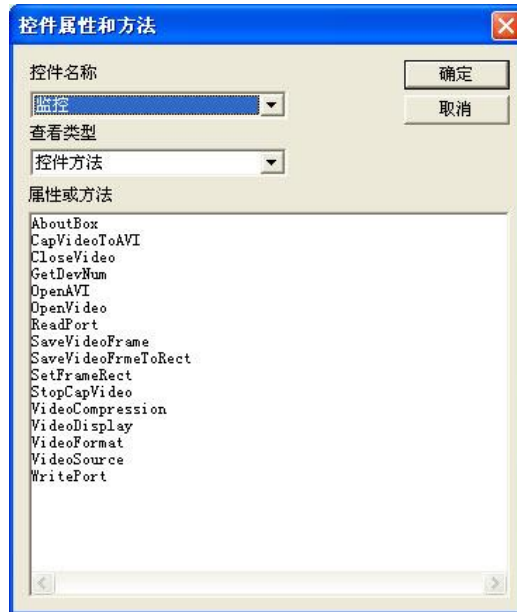 控件属性和方法
控件名称
确定
监控
取消
查看类型
控件方法
属性或方法
AboutBox
CapVideoToAVI
CloseVideo
GetDevNum
OpenAVI
OpenVideo
ReadPort
SaveVideoFrame
SaveVideoFrmeToRect
SetFrameRect
StopCapVideo
VideoCompression
VideoDisplay
VideoFormat
VideoSource
WritePort